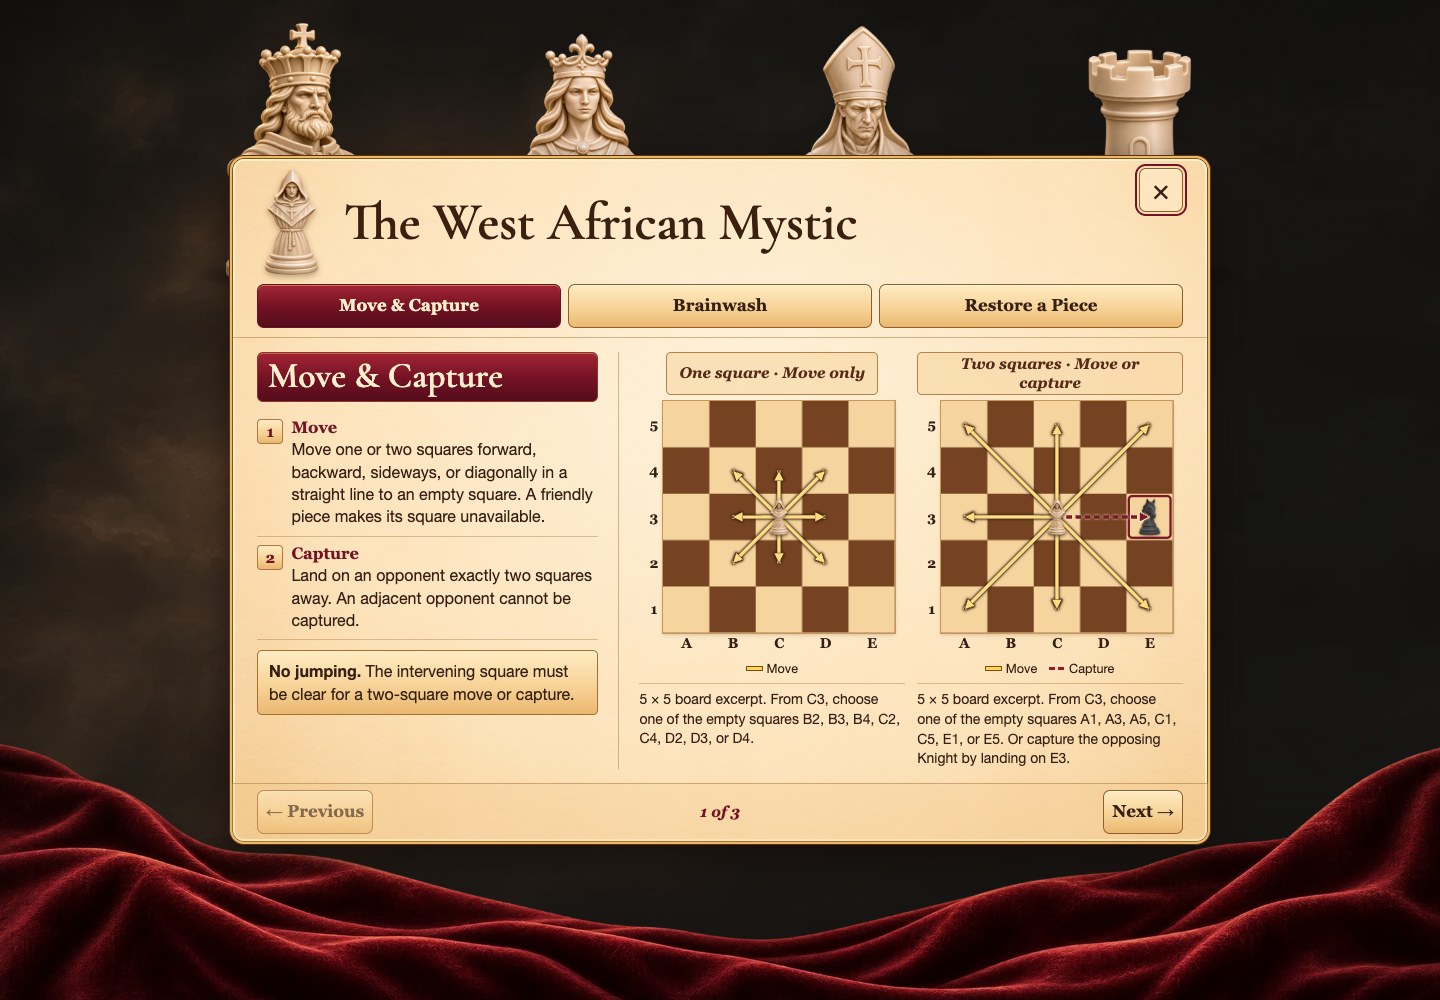 The West African Mystic
×
Move & Capture
Brainwash
Restore a Piece
Move & Capture
1 Move
Move one or two squares forward,
backward, sideways, or diagonally in a
straight line to an empty square. A friendly
piece makes its square unavailable.
2 Capture
Land on an opponent exactly two squares
away. An adjacent opponent cannot be
captured.
No jumping. The intervening square must
be clear for a two-square move or capture.
One square · Move only
5
4
3
2
1
A B C D E
Move
5 × 5 board excerpt. From C3, choose
one of the empty squares B2, B3, B4, C2,
C4, D2, D3, or D4.
Two squares · Move or
capture
5
4
3
2
1
A B C D E
Move Capture
5 × 5 board excerpt. From C3, choose
one of the empty squares A1, A3, A5, C1,
C5, E1, or E5. Or capture the opposing
Knight by landing on E3.
← Previous
1 of 3
Next →